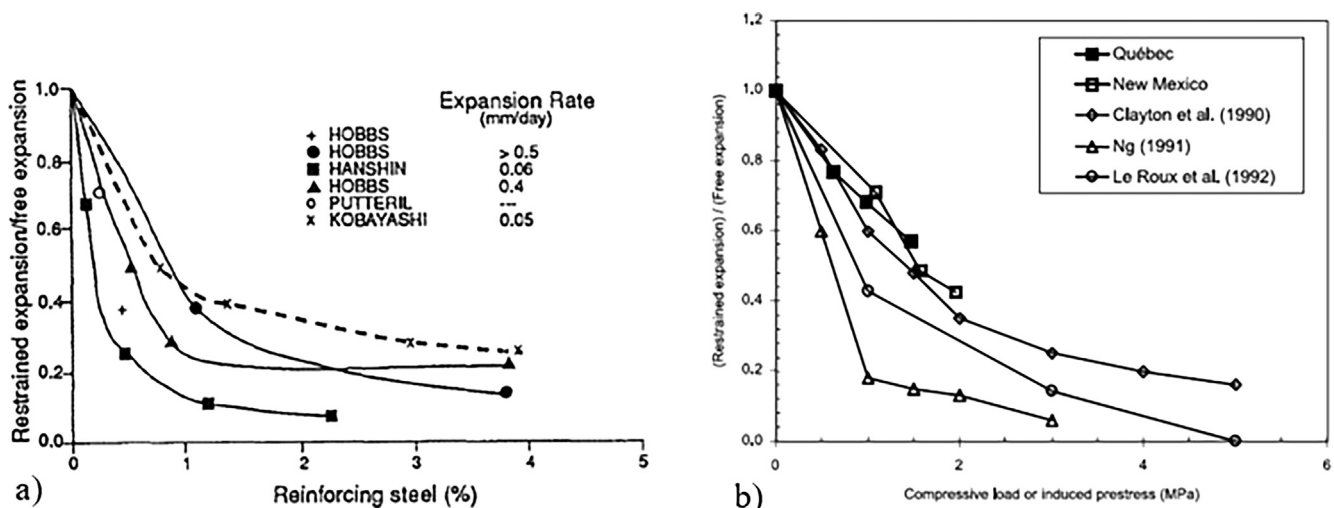 Restrained expansion/free expansion
1.0
0.8
0.6
0.4
0.2
0.0
0
1
2
3
4
5
Reinforcing steel (%)
Expansion Rate
(mm/day)
+ HOBBS
● HOBBS > 0.5
■ HANSHIN 0.06
▲ HOBBS 0.4
○ PUTTERIL ---
x KOBAYASHI 0.05
a)
(Restrained expansion) / (Free expansion)
1.2
1.0
0.8
0.6
0.4
0.2
0.0
0
2
4
6
Compressive load or induced prestress (MPa)
Québec
New Mexico
Clayton et al. (1990)
Ng (1991)
Le Roux et al. (1992)
b)